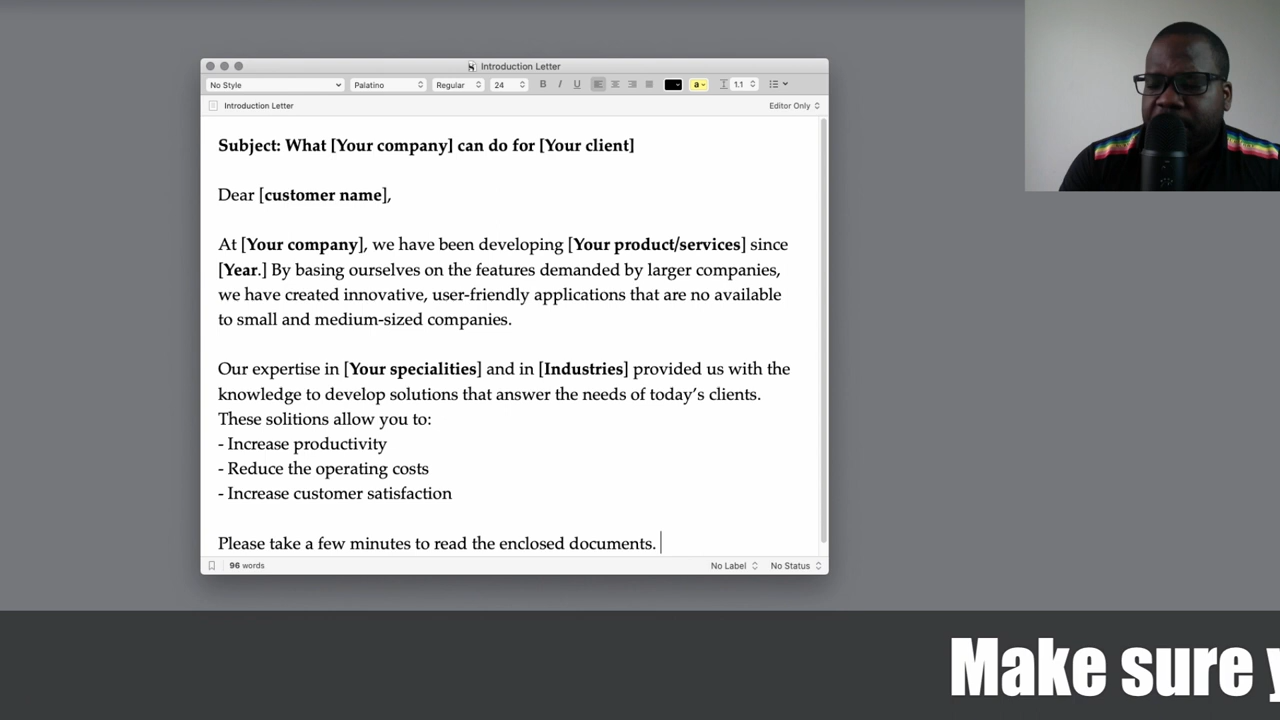 Introduction Letter
No Style Palatino Regular 24 B I U a 1.1
Introduction Letter Editor Only
Subject: What [Your company] can do for [Your client]
Dear [customer name],
At [Your company], we have been developing [Your product/services] since
[Year.] By basing ourselves on the features demanded by larger companies,
we have created innovative, user-friendly applications that are no available
to small and medium-sized companies.
Our expertise in [Your specialities] and in [Industries] provided us with the
knowledge to develop solutions that answer the needs of today’s clients.
These solitions allow you to:
- Increase productivity
- Reduce the operating costs
- Increase customer satisfaction
Please take a few minutes to read the enclosed documents.
96 words No Label No Status
Make sure y